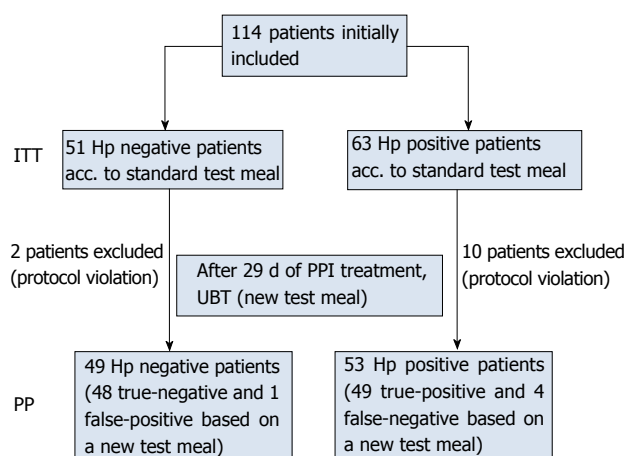 114 patients initially
included
ITT
51 Hp negative patients
acc. to standard test meal
63 Hp positive patients
acc. to standard test meal
2 patients excluded
(protocol violation)
After 29 d of PPI treatment,
UBT (new test meal)
10 patients excluded
(protocol violation)
PP
49 Hp negative patients
(48 true-negative and 1
false-positive based on
a new test meal)
53 Hp positive patients
(49 true-positive and 4
false-negative based on
a new test meal)